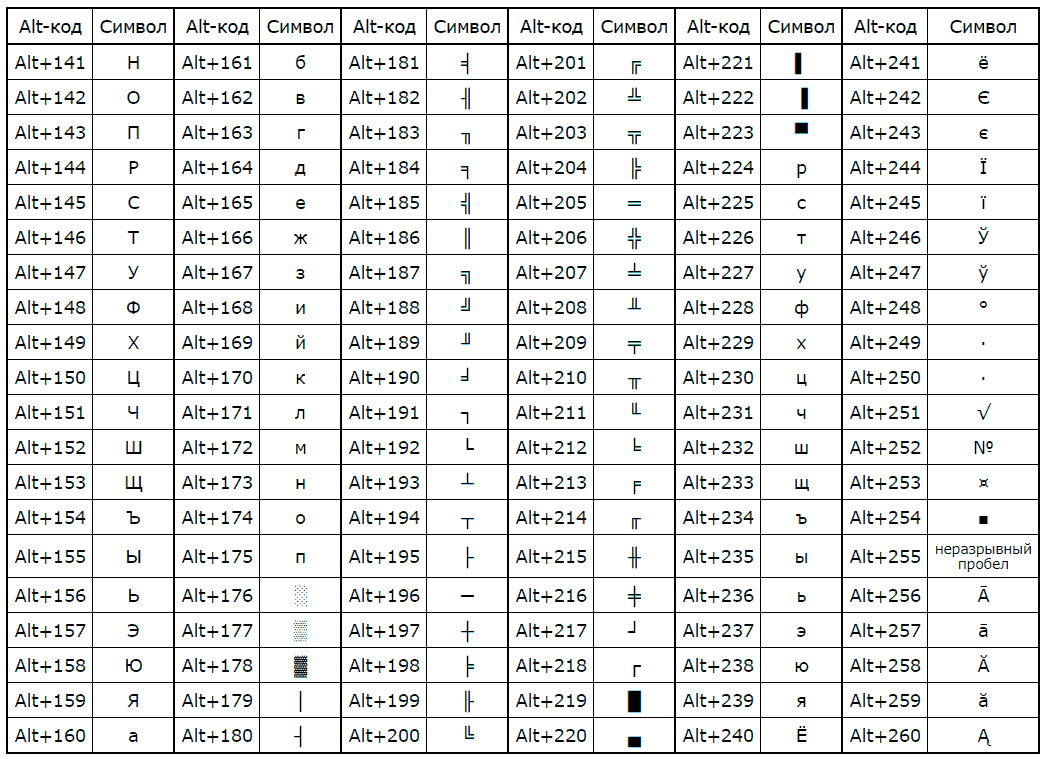 Alt-код Символ Alt-код Символ Alt-код Символ Alt-код Символ Alt-код Символ Alt-код Символ
Alt+141 Н Alt+161 б Alt+181 ╡ Alt+201 ╔ Alt+221 ▌ Alt+241 ё
Alt+142 О Alt+162 в Alt+182 ╢ Alt+202 ╩ Alt+222 ▐ Alt+242 Є
Alt+143 П Alt+163 г Alt+183 ╖ Alt+203 ╦ Alt+223 ▀ Alt+243 є
Alt+144 Р Alt+164 д Alt+184 ╕ Alt+204 ╠ Alt+224 р Alt+244 Ї
Alt+145 С Alt+165 е Alt+185 ╣ Alt+205 ═ Alt+225 с Alt+245 ї
Alt+146 Т Alt+166 ж Alt+186 ║ Alt+206 ╬ Alt+226 т Alt+246 Ў
Alt+147 У Alt+167 з Alt+187 ╗ Alt+207 ╧ Alt+227 у Alt+247 ў
Alt+148 Ф Alt+168 и Alt+188 ╝ Alt+208 ╨ Alt+228 ф Alt+248 °
Alt+149 Х Alt+169 й Alt+189 ╜ Alt+209 ╤ Alt+229 х Alt+249 ∙
Alt+150 Ц Alt+170 к Alt+190 ╛ Alt+210 ╥ Alt+230 ц Alt+250 ·
Alt+151 Ч Alt+171 л Alt+191 ┐ Alt+211 ╙ Alt+231 ч Alt+251 √
Alt+152 Ш Alt+172 м Alt+192 └ Alt+212 ╘ Alt+232 ш Alt+252 №
Alt+153 Щ Alt+173 н Alt+193 ┴ Alt+213 ╒ Alt+233 щ Alt+253 ¤
Alt+154 Ъ Alt+174 о Alt+194 ┬ Alt+214 ╓ Alt+234 ъ Alt+254 ■
Alt+155 Ы Alt+175 п Alt+195 ├ Alt+215 ╫ Alt+235 ы Alt+255 неразрывный
пробел
Alt+156 Ь Alt+176 ░ Alt+196 ─ Alt+216 ╪ Alt+236 ь Alt+256 Ā
Alt+157 Э Alt+177 ▒ Alt+197 ┼ Alt+217 ┘ Alt+237 э Alt+257 ā
Alt+158 Ю Alt+178 ▓ Alt+198 ╞ Alt+218 ┌ Alt+238 ю Alt+258 Ă
Alt+159 Я Alt+179 │ Alt+199 ╟ Alt+219 █ Alt+239 я Alt+259 ă
Alt+160 а Alt+180 ┤ Alt+200 ╚ Alt+220 ▄ Alt+240 Ё Alt+260 Ą